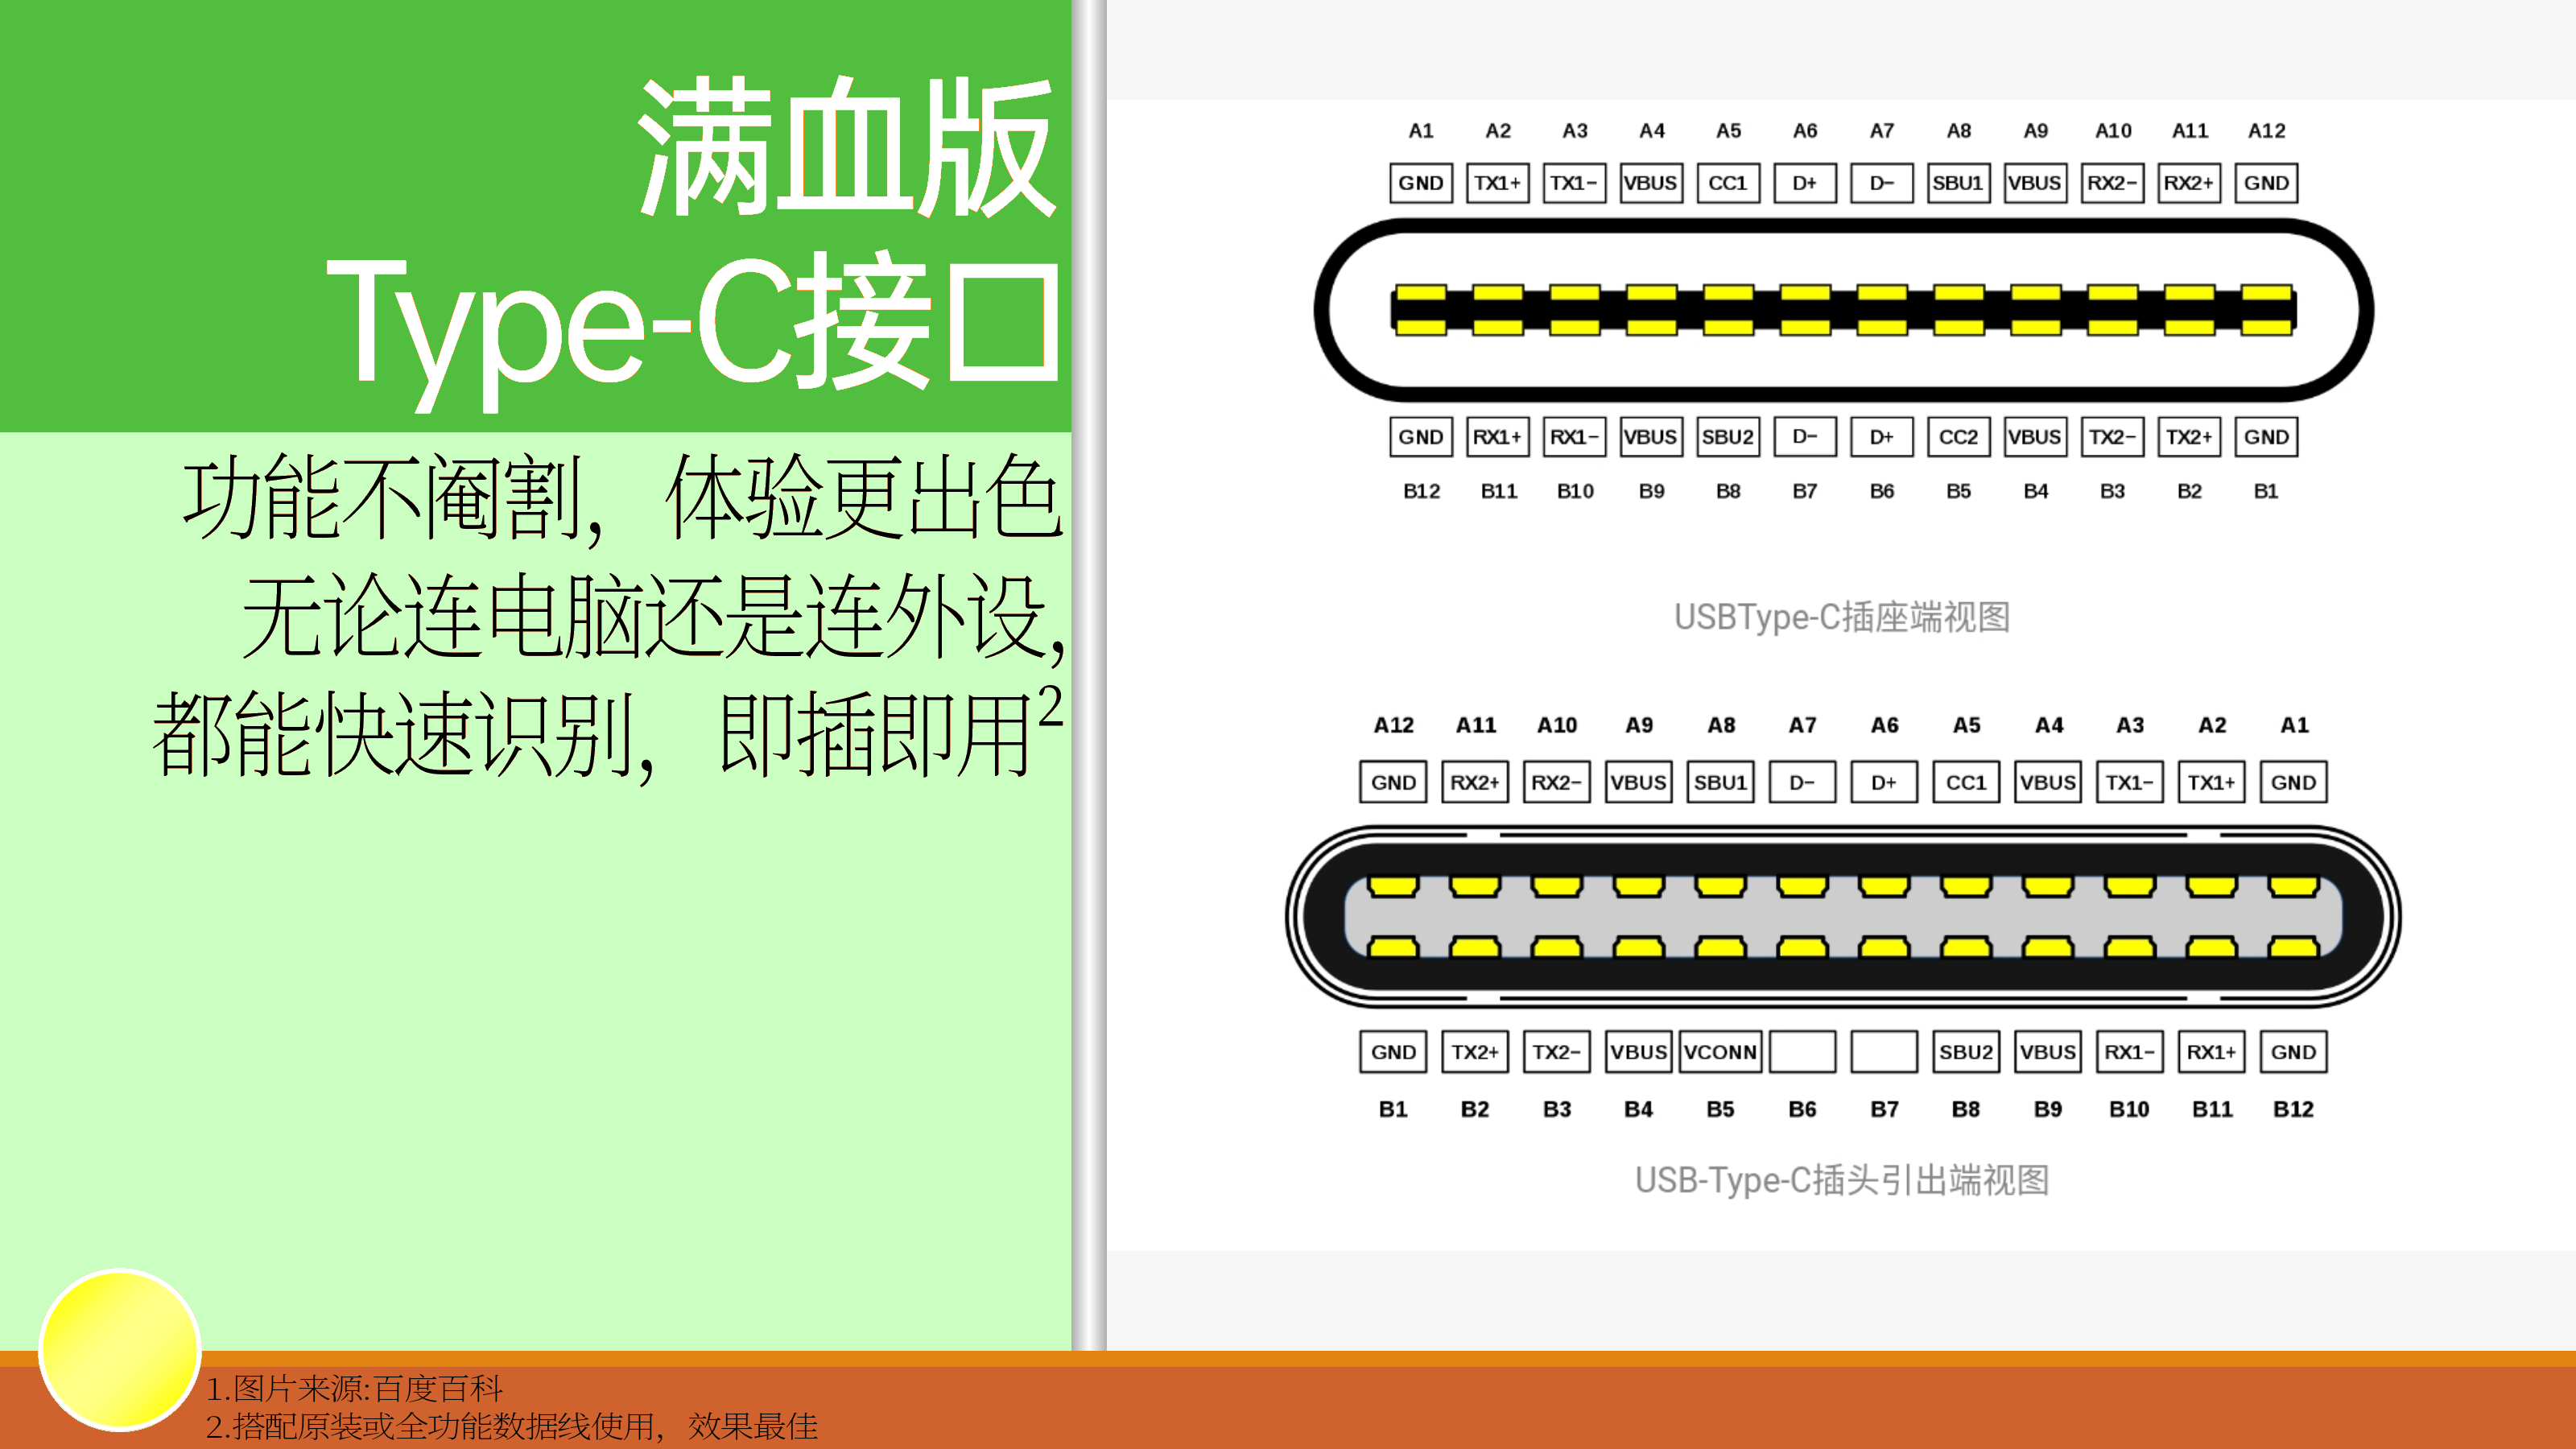 满血版
Type-C接口
功能不阉割，体验更出色
无论连电脑还是连外设，
都能快速识别，即插即用2
A1 A2 A3 A4 A5 A6 A7 A8 A9 A10 A11 A12
GND TX1+ TX1− VBUS CC1 D+ D− SBU1 VBUS RX2− RX2+ GND
GND RX1+ RX1− VBUS SBU2 D− D+ CC2 VBUS TX2− TX2+ GND
B12 B11 B10 B9 B8 B7 B6 B5 B4 B3 B2 B1
USBType-C插座端视图
A12 A11 A10 A9 A8 A7 A6 A5 A4 A3 A2 A1
GND RX2+ RX2− VBUS SBU1 D− D+ CC1 VBUS TX1− TX1+ GND
GND TX2+ TX2− VBUS VCONN SBU2 VBUS RX1− RX1+ GND
B1 B2 B3 B4 B5 B6 B7 B8 B9 B10 B11 B12
USB-Type-C插头引出端视图
1.图片来源:百度百科
2.搭配原装或全功能数据线使用，效果最佳